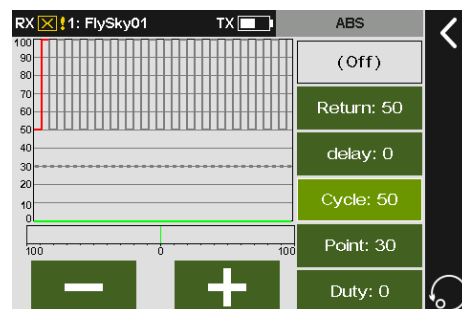 RX !1: FlySky01 TX ABS
100
90
80
70
60
50
40
30
20
10
0
100 0 100
(Off)
Return: 50
delay: 0
Cycle: 50
Point: 30
Duty: 0